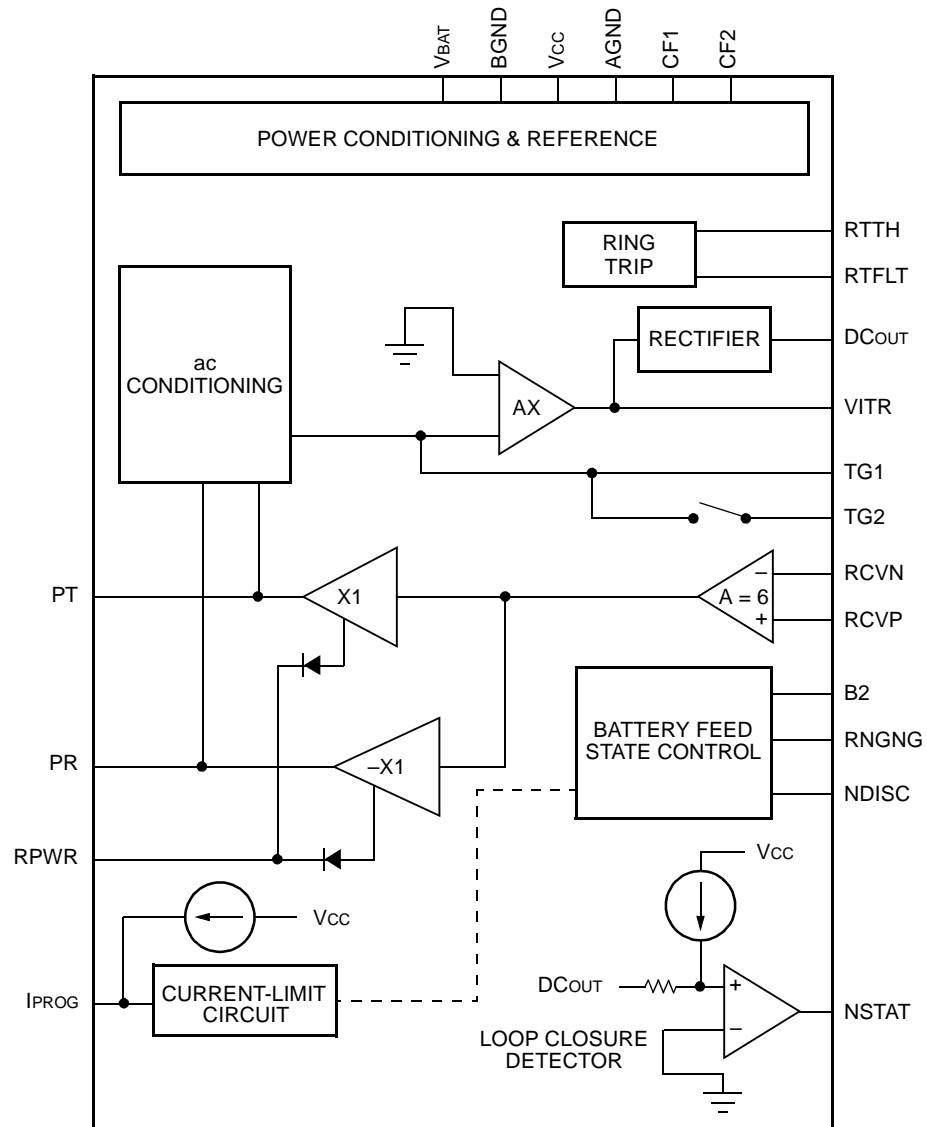 VBAT
BGND
VCC
AGND
CF1
CF2
POWER CONDITIONING & REFERENCE
RING
TRIP
RTTH
RTFLT
RECTIFIER
DCOUT
ac
CONDITIONING
AX
VITR
TG1
TG2
PT
X1
A = 6
–
+
RCVN
RCVP
BATTERY FEED
STATE CONTROL
B2
RNGNG
NDISC
PR
–X1
RPWR
VCC
VCC
IPROG
CURRENT-LIMIT
CIRCUIT
DCOUT
+
–
NSTAT
LOOP CLOSURE
DETECTOR